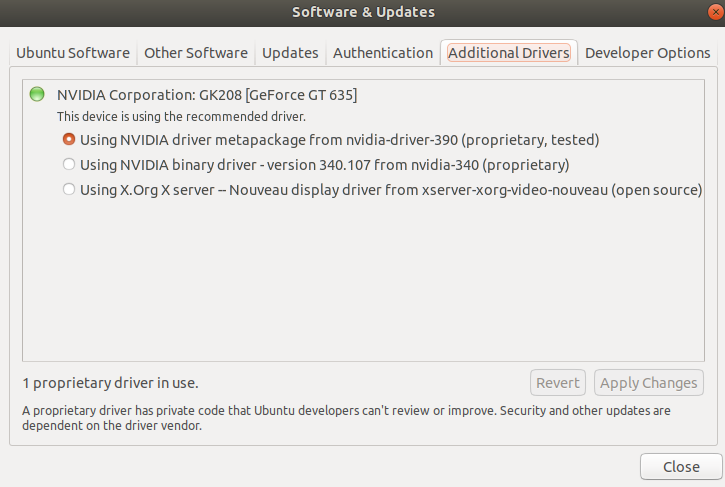 Software & Updates
Ubuntu Software Other Software Updates Authentication Additional Drivers Developer Options
NVIDIA Corporation: GK208 [GeForce GT 635]
This device is using the recommended driver.
Using NVIDIA driver metapackage from nvidia-driver-390 (proprietary, tested)
Using NVIDIA binary driver - version 340.107 from nvidia-340 (proprietary)
Using X.Org X server -- Nouveau display driver from xserver-xorg-video-nouveau (open source)
1 proprietary driver in use.
Revert Apply Changes
A proprietary driver has private code that Ubuntu developers can't review or improve. Security and other updates are
dependent on the driver vendor.
Close